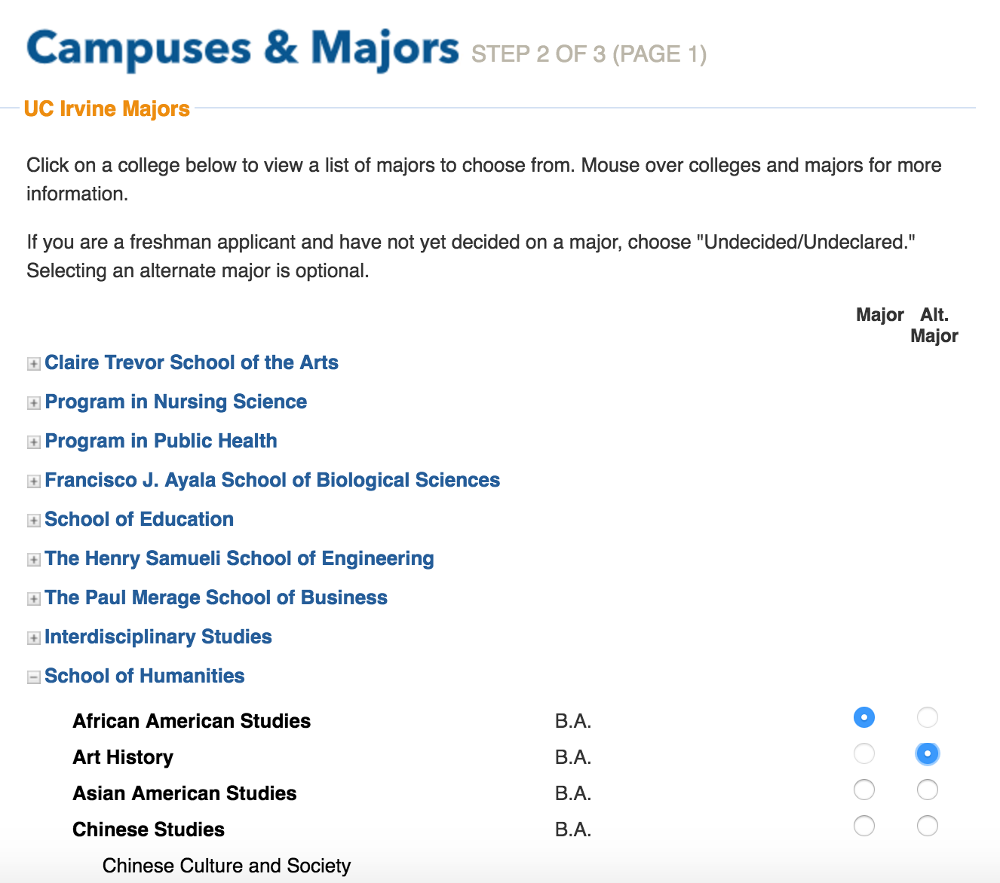 Campuses & Majors STEP 2 OF 3 (PAGE 1)
UC Irvine Majors
Click on a college below to view a list of majors to choose from. Mouse over colleges and majors for more
information.
If you are a freshman applicant and have not yet decided on a major, choose "Undecided/Undeclared."
Selecting an alternate major is optional.
Major Alt.
Major
Claire Trevor School of the Arts
Program in Nursing Science
Program in Public Health
Francisco J. Ayala School of Biological Sciences
School of Education
The Henry Samueli School of Engineering
The Paul Merage School of Business
Interdisciplinary Studies
School of Humanities
African American Studies B.A.
Art History B.A.
Asian American Studies B.A.
Chinese Studies B.A.
Chinese Culture and Society